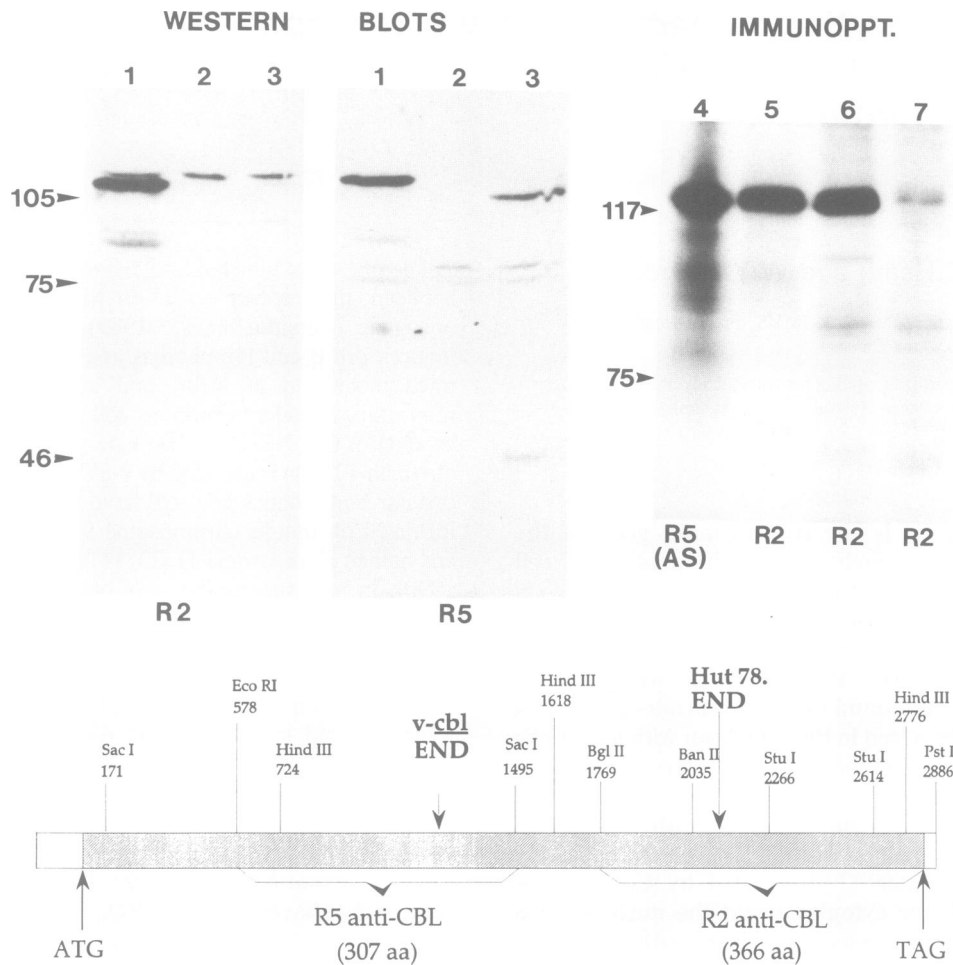 WESTERN BLOTS
IMMUNOPPT.
1 2 3
1 2 3
4 5 6 7
105
75
46
117
75
R2
R5
R5 (AS)
R2
R2
R2
Sac I 171
Eco RI 578
Hind III 724
v-cbl END
Sac I 1495
Hind III 1618
Bgl II 1769
Ban II 2035
Hut 78. END
Stu I 2266
Stu I 2614
Hind III 2776
Pst I 2886
ATG
R5 anti-CBL
(307 aa)
R2 anti-CBL
(366 aa)
TAG